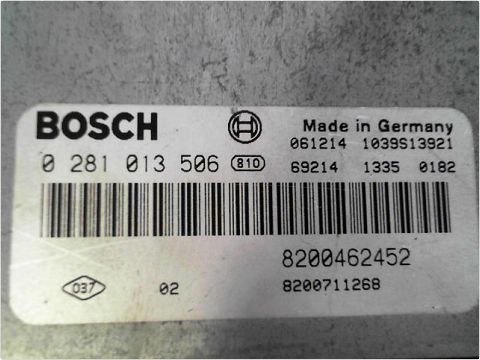 BOSCH
Made in Germany
061214 1039S13921
0 281 013 506 810
69214 1335 0182
8200462452
037 02 8200711268